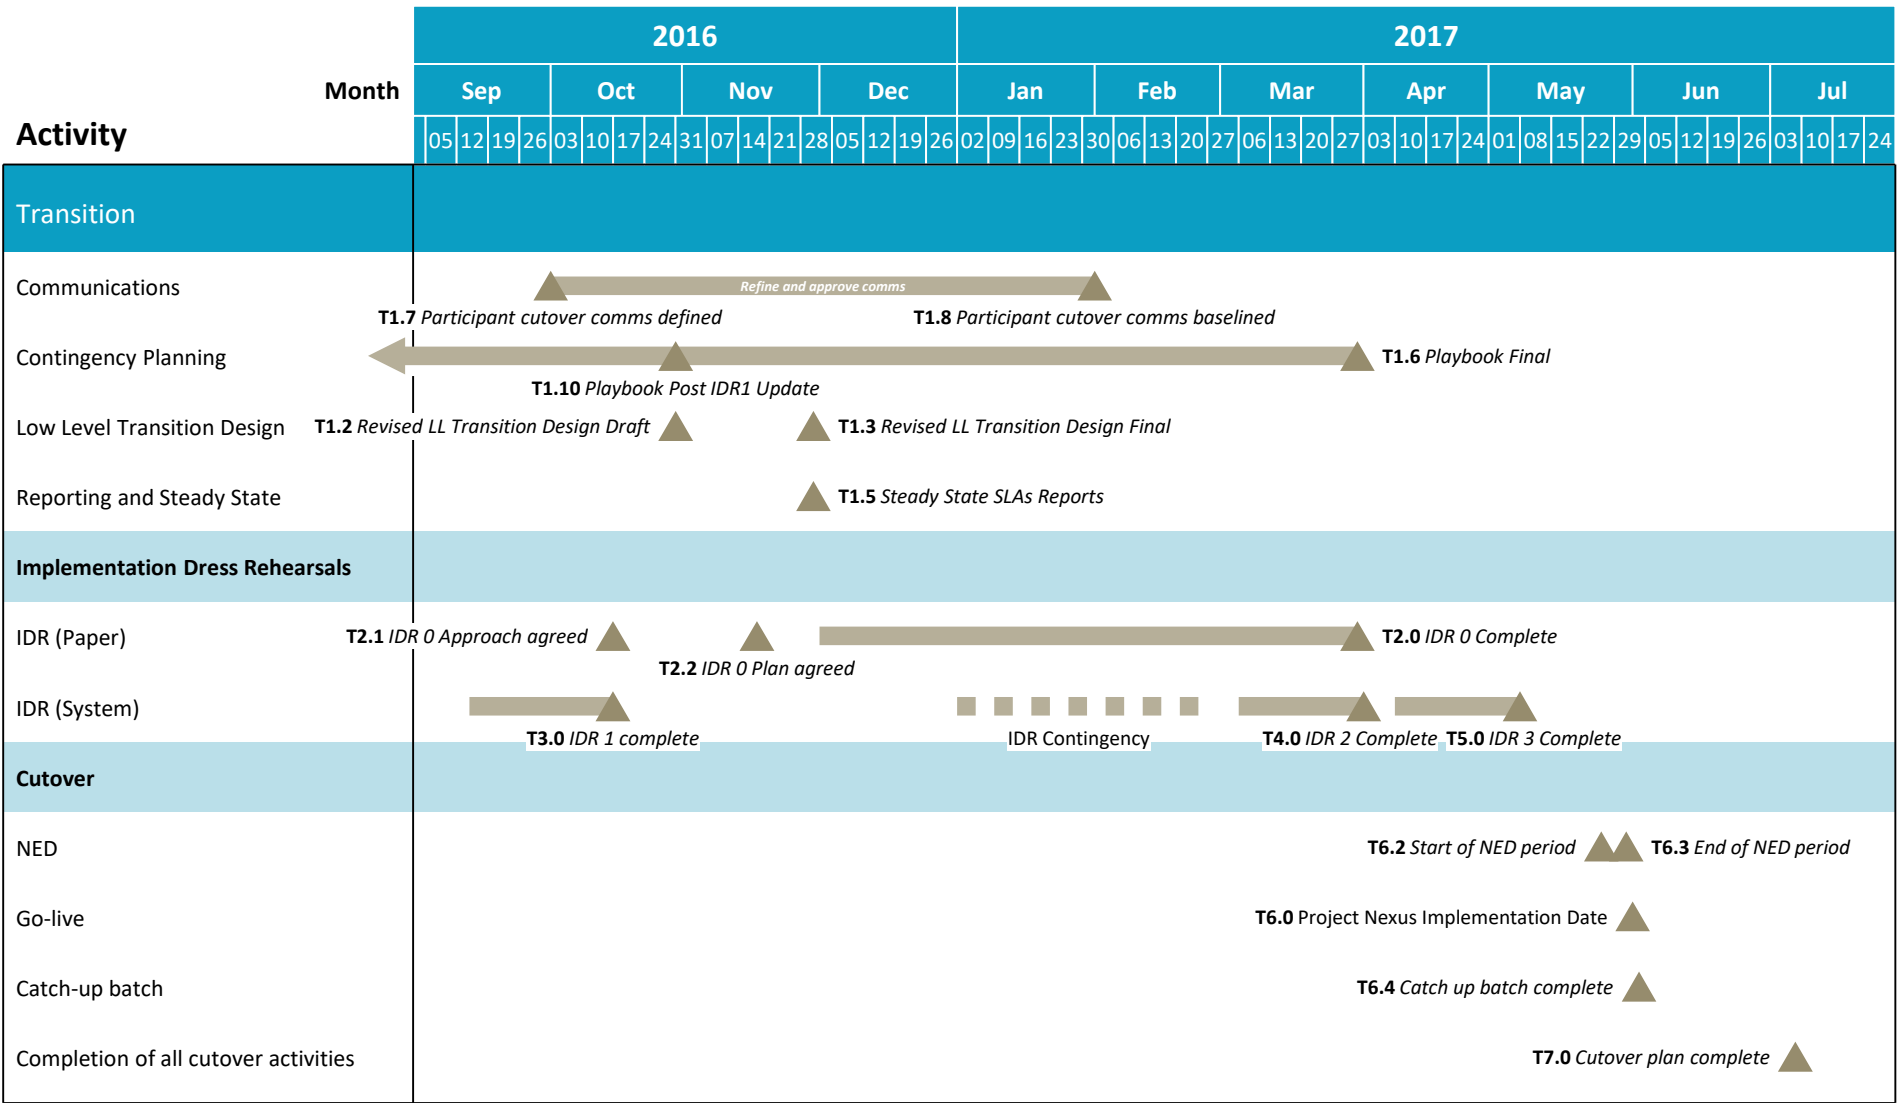 2016 2017
Month Sep Oct Nov Dec Jan Feb Mar Apr May Jun Jul
Activity 05 12 19 26 03 10 17 24 31 07 14 21 28 05 12 19 26 02 09 16 23 30 06 13 20 27 06 13 20 27 03 10 17 24 01 08 15 22 29 05 12 19 26 03 10 17 24
Transition
Communications Refine and approve comms
T1.7 Participant cutover comms defined T1.8 Participant cutover comms baselined
Contingency Planning T1.6 Playbook Final
T1.10 Playbook Post IDR1 Update
Low Level Transition Design T1.2 Revised LL Transition Design Draft T1.3 Revised LL Transition Design Final
Reporting and Steady State T1.5 Steady State SLAs Reports
Implementation Dress Rehearsals
IDR (Paper) T2.1 IDR 0 Approach agreed T2.0 IDR 0 Complete
T2.2 IDR 0 Plan agreed
IDR (System)
T3.0 IDR 1 complete IDR Contingency T4.0 IDR 2 Complete T5.0 IDR 3 Complete
Cutover
NED T6.2 Start of NED period T6.3 End of NED period
Go-live T6.0 Project Nexus Implementation Date
Catch-up batch T6.4 Catch up batch complete
Completion of all cutover activities T7.0 Cutover plan complete